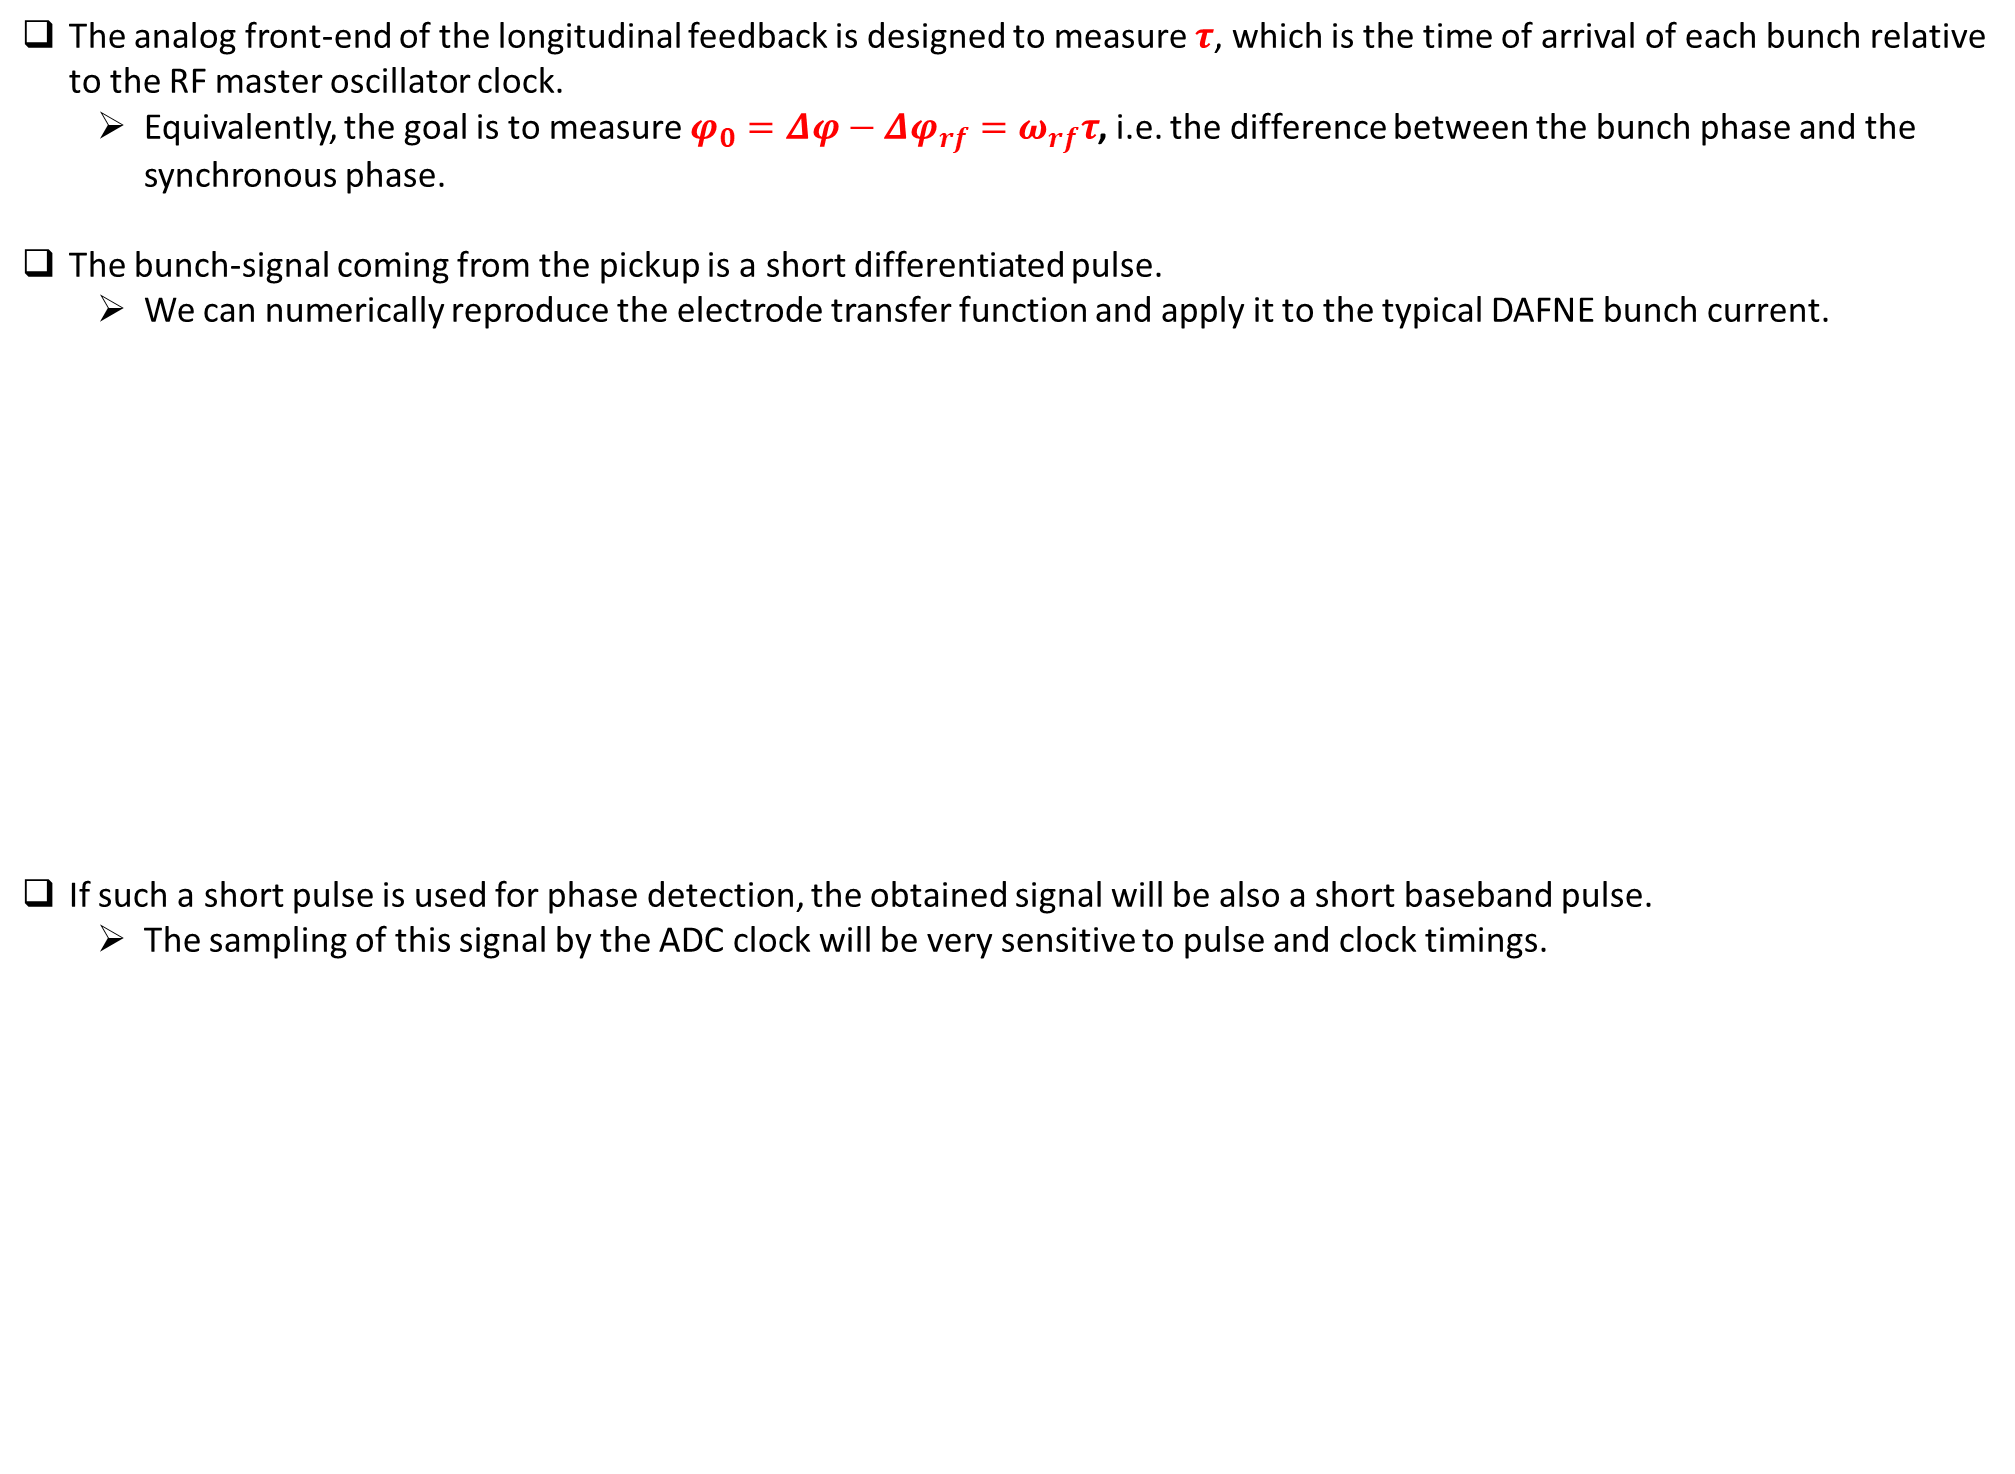 ❑ The analog front-end of the longitudinal feedback is designed to measure τ, which is the time of arrival of each bunch relative
to the RF master oscillator clock.
➢ Equivalently, the goal is to measure φ₀ = Δφ − Δφ_rf = ω_rf τ, i.e. the difference between the bunch phase and the
synchronous phase.
❑ The bunch-signal coming from the pickup is a short differentiated pulse.
➢ We can numerically reproduce the electrode transfer function and apply it to the typical DAFNE bunch current.
❑ If such a short pulse is used for phase detection, the obtained signal will be also a short baseband pulse.
➢ The sampling of this signal by the ADC clock will be very sensitive to pulse and clock timings.